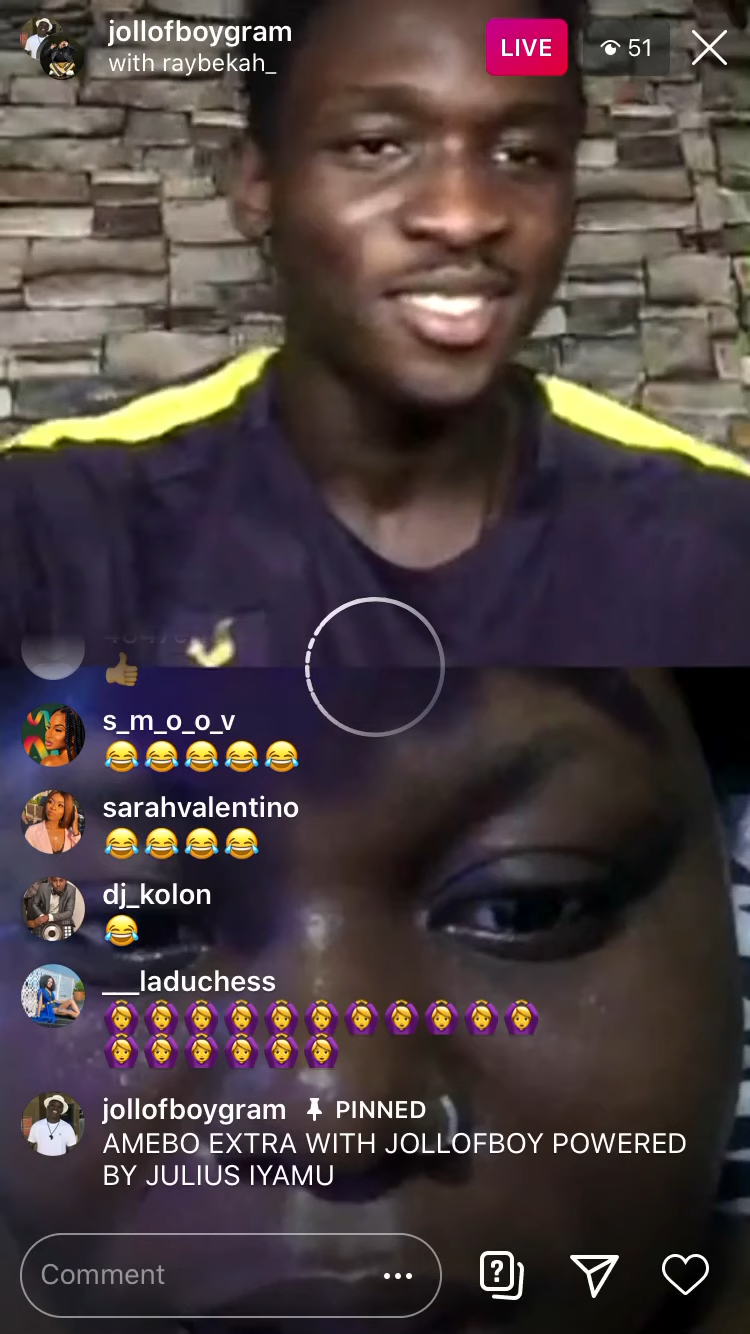 jollofboygram
with raybekah_
LIVE
51
s_m_o_o_v
😂😂😂😂😂
sarahvalentino
😂😂😂😂
dj_kolon
😂
___laduchess
🙆‍♀️🙆‍♀️🙆‍♀️🙆‍♀️🙆‍♀️🙆‍♀️🙆‍♀️🙆‍♀️🙆‍♀️🙆‍♀️🙆‍♀️
🙆‍♀️🙆‍♀️🙆‍♀️🙆‍♀️🙆‍♀️🙆‍♀️
jollofboygram PINNED
AMEBO EXTRA WITH JOLLOFBOY POWERED
BY JULIUS IYAMU
Comment